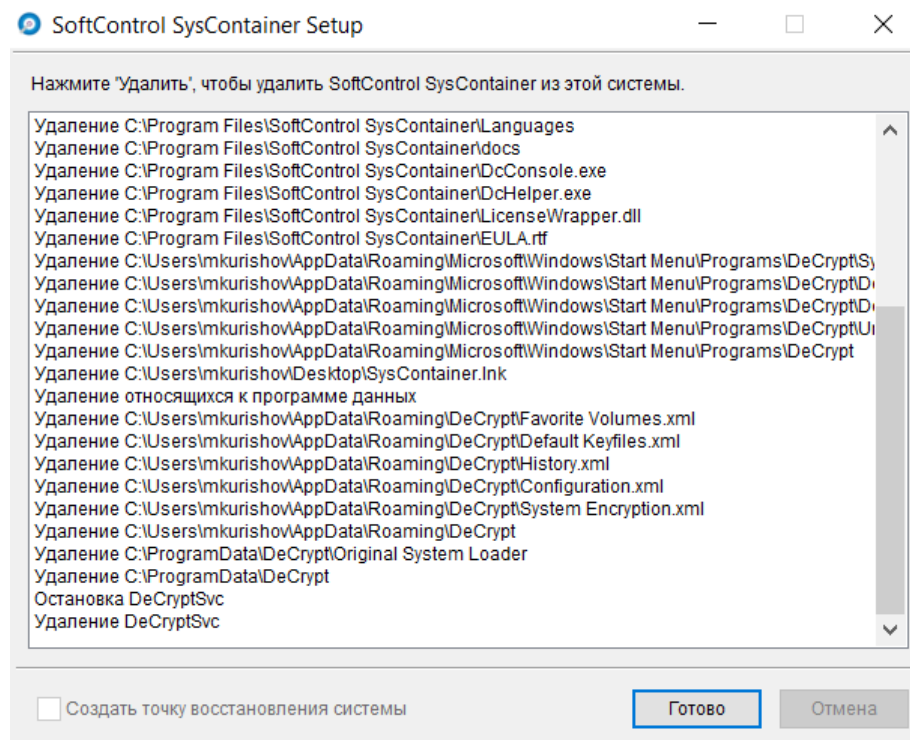 SoftControl SysContainer Setup
Нажмите 'Удалить', чтобы удалить SoftControl SysContainer из этой системы.
Удаление C:\Program Files\SoftControl SysContainer\Languages
Удаление C:\Program Files\SoftControl SysContainer\docs
Удаление C:\Program Files\SoftControl SysContainer\DcConsole.exe
Удаление C:\Program Files\SoftControl SysContainer\DcHelper.exe
Удаление C:\Program Files\SoftControl SysContainer\LicenseWrapper.dll
Удаление C:\Program Files\SoftControl SysContainer\EULA.rtf
Удаление C:\Users\mkurishov\AppData\Roaming\Microsoft\Windows\Start Menu\Programs\DeCrypt\Sy
Удаление C:\Users\mkurishov\AppData\Roaming\Microsoft\Windows\Start Menu\Programs\DeCrypt\De
Удаление C:\Users\mkurishov\AppData\Roaming\Microsoft\Windows\Start Menu\Programs\DeCrypt\De
Удаление C:\Users\mkurishov\AppData\Roaming\Microsoft\Windows\Start Menu\Programs\DeCrypt\Un
Удаление C:\Users\mkurishov\AppData\Roaming\Microsoft\Windows\Start Menu\Programs\DeCrypt
Удаление C:\Users\mkurishov\Desktop\SysContainer.lnk
Удаление относящихся к программе данных
Удаление C:\Users\mkurishov\AppData\Roaming\DeCrypt\Favorite Volumes.xml
Удаление C:\Users\mkurishov\AppData\Roaming\DeCrypt\Default Keyfiles.xml
Удаление C:\Users\mkurishov\AppData\Roaming\DeCrypt\History.xml
Удаление C:\Users\mkurishov\AppData\Roaming\DeCrypt\Configuration.xml
Удаление C:\Users\mkurishov\AppData\Roaming\DeCrypt\System Encryption.xml
Удаление C:\Users\mkurishov\AppData\Roaming\DeCrypt
Удаление C:\ProgramData\DeCrypt\Original System Loader
Удаление C:\ProgramData\DeCrypt
Остановка DeCryptSvc
Удаление DeCryptSvc
Создать точку восстановления системы
Готово
Отмена